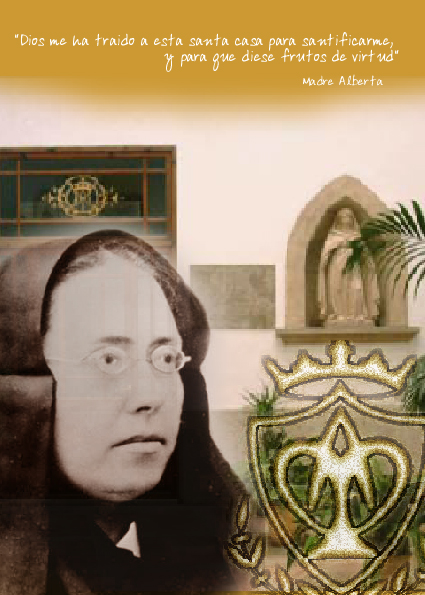 "Dios me ha traido a esta santa casa para santificarme,
y para que diese frutos de virtud"
Madre Alberta